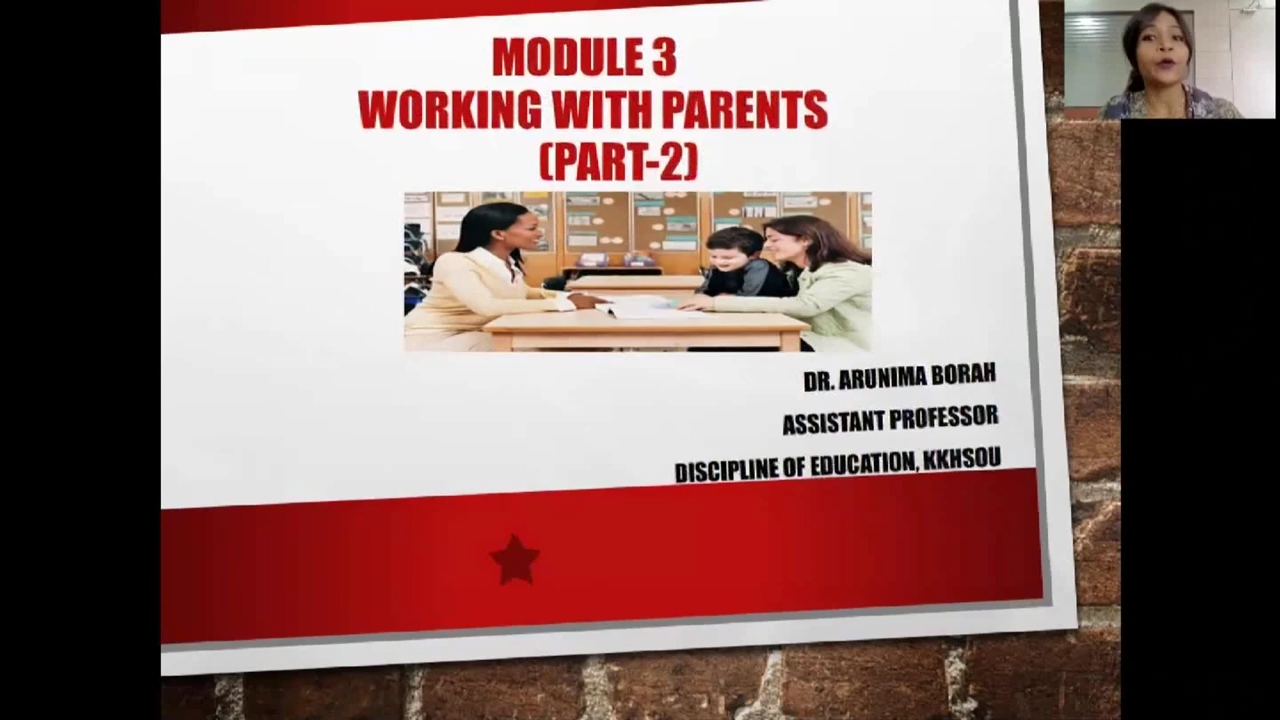 MODULE 3
WORKING WITH PARENTS
(PART-2)
DR. ARUNIMA BORAH
ASSISTANT PROFESSOR
DISCIPLINE OF EDUCATION, KKHSOU